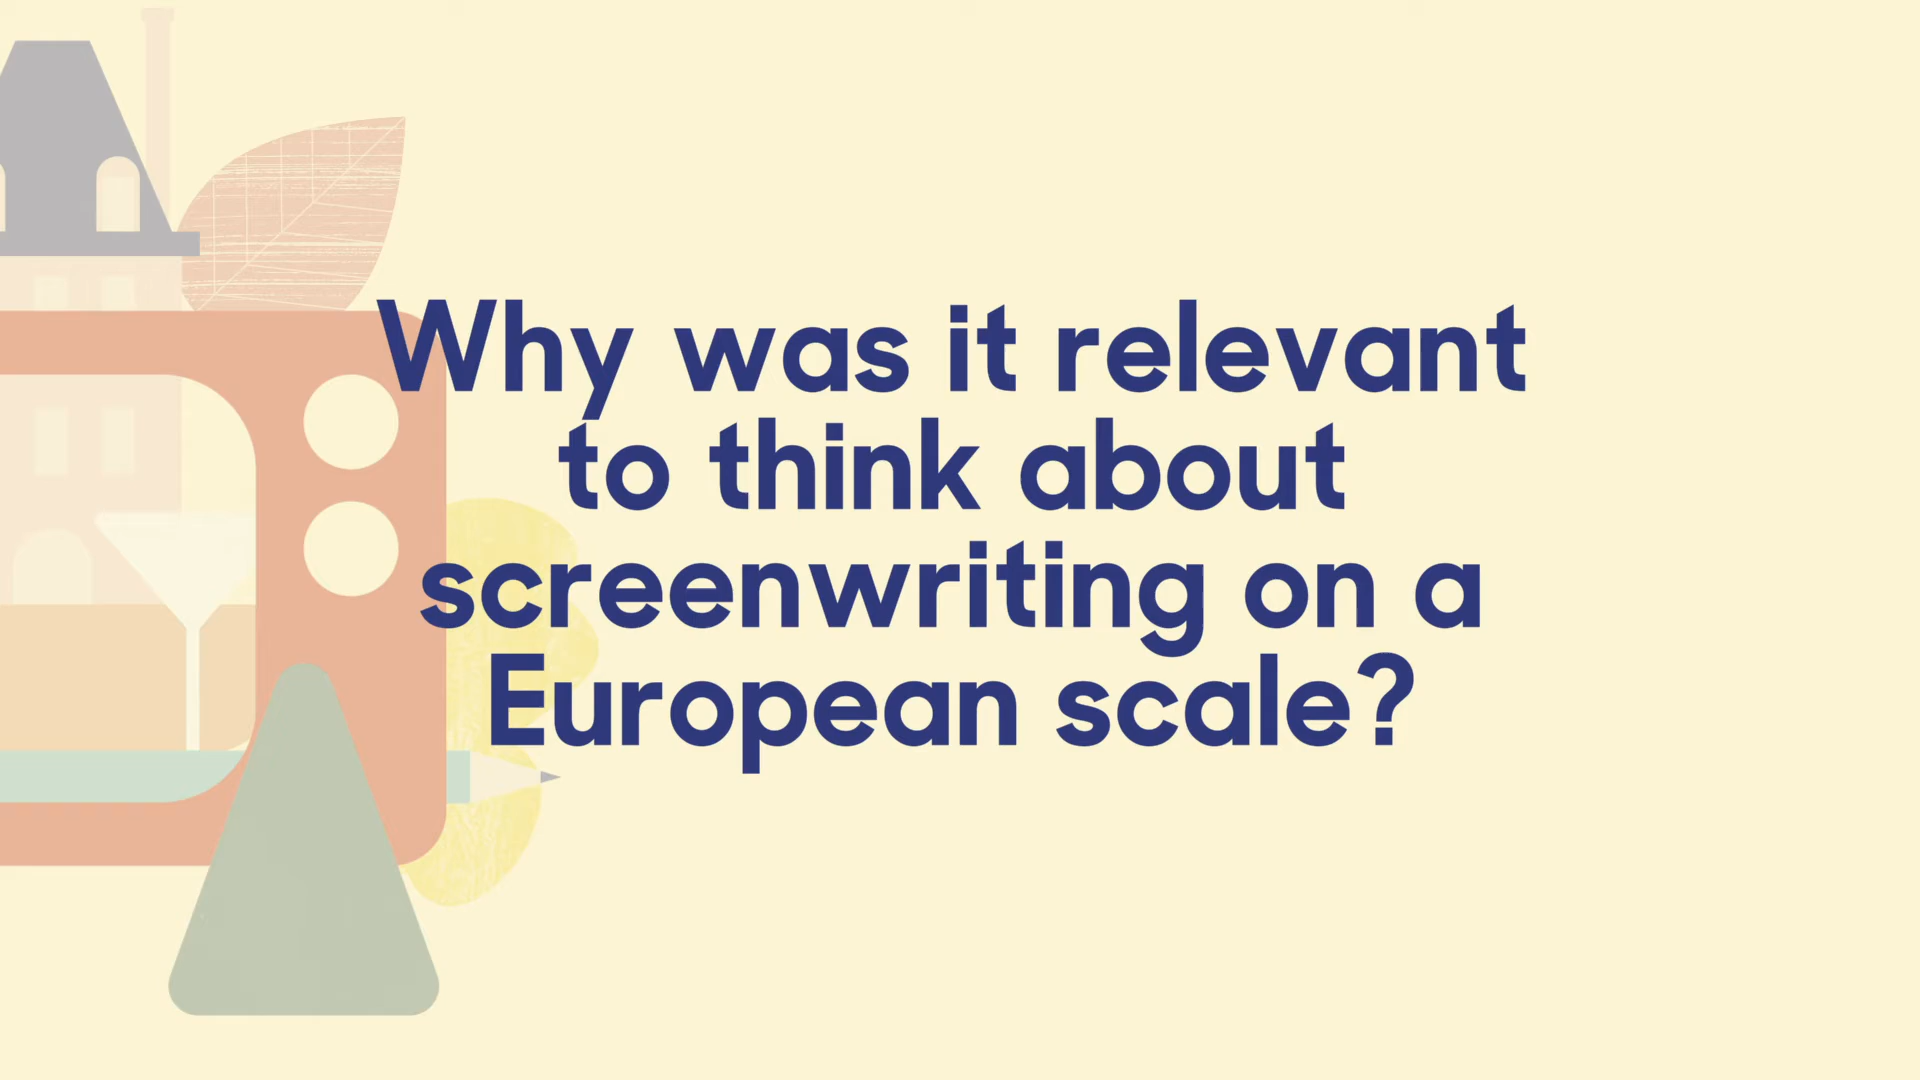 Why was it relevant
to think about
screenwriting on a
European scale?